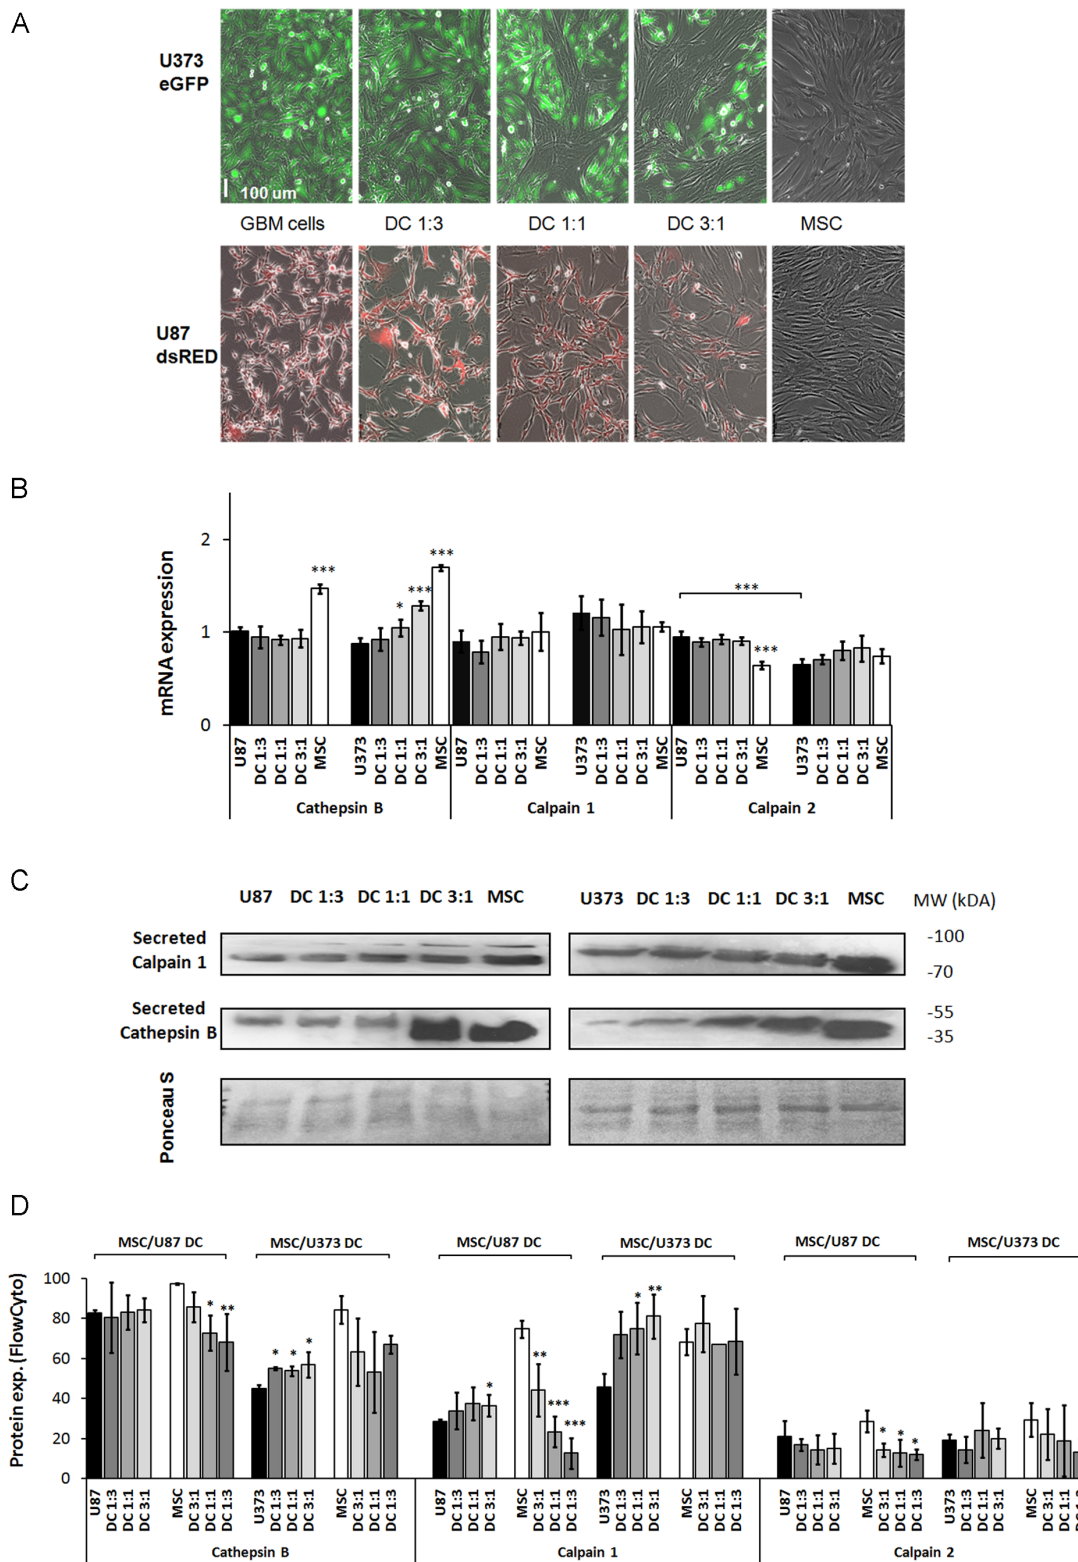 A
U373
eGFP
100 um
GBM cells DC 1:3 DC 1:1 DC 3:1 MSC
U87
dsRED
B
mRNA expression
2
1
0
*** * *** *** *** ***
U87 DC 1:3 DC 1:1 DC 3:1 MSC U373 DC 1:3 DC 1:1 DC 3:1 MSC U87 DC 1:3 DC 1:1 DC 3:1 MSC U373 DC 1:3 DC 1:1 DC 3:1 MSC U87 DC 1:3 DC 1:1 DC 3:1 MSC U373 DC 1:3 DC 1:1 DC 3:1 MSC
Cathepsin B Calpain 1 Calpain 2
C
U87 DC 1:3 DC 1:1 DC 3:1 MSC U373 DC 1:3 DC 1:1 DC 3:1 MSC MW (kDA)
Secreted
Calpain 1
-100
-70
Secreted
Cathepsin B
-55
-35
Ponceau S
D
MSC/U87 DC MSC/U373 DC MSC/U87 DC MSC/U373 DC MSC/U87 DC MSC/U373 DC
Protein exp. (FlowCyto)
100
80
60
40
20
0
* ** * * * * ** *** *** * ** * * *
U87 DC 1:3 DC 1:1 DC 3:1 MSC DC 3:1 DC 1:1 DC 1:3 U373 DC 1:3 DC 1:1 DC 3:1 MSC DC 3:1 DC 1:1 DC 1:3 U87 DC 1:3 DC 1:1 DC 3:1 MSC DC 3:1 DC 1:1 DC 1:3 U373 DC 1:3 DC 1:1 DC 3:1 MSC DC 3:1 DC 1:1 DC 1:3 U87 DC 1:3 DC 1:1 DC 3:1 MSC DC 3:1 DC 1:1 DC 1:3 U373 DC 1:3 DC 1:1 DC 3:1 MSC DC 3:1 DC 1:1
Cathepsin B Calpain 1 Calpain 2